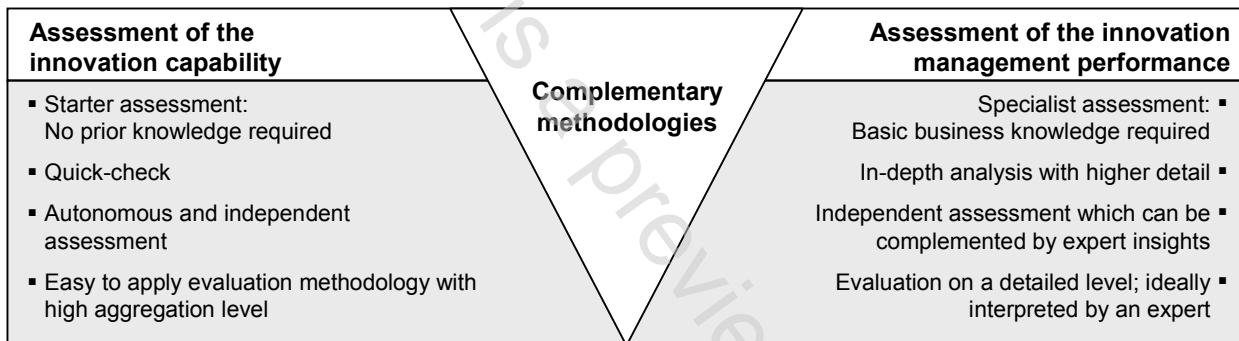 Assessment of the
innovation capability
▪ Starter assessment:
No prior knowledge required
▪ Quick-check
▪ Autonomous and independent
assessment
▪ Easy to apply evaluation methodology with
high aggregation level
Complementary
methodologies
Assessment of the innovation
management performance
Specialist assessment: ▪
Basic business knowledge required
In-depth analysis with higher detail ▪
Independent assessment which can be ▪
complemented by expert insights
Evaluation on a detailed level; ideally ▪
interpreted by an expert
is a previe